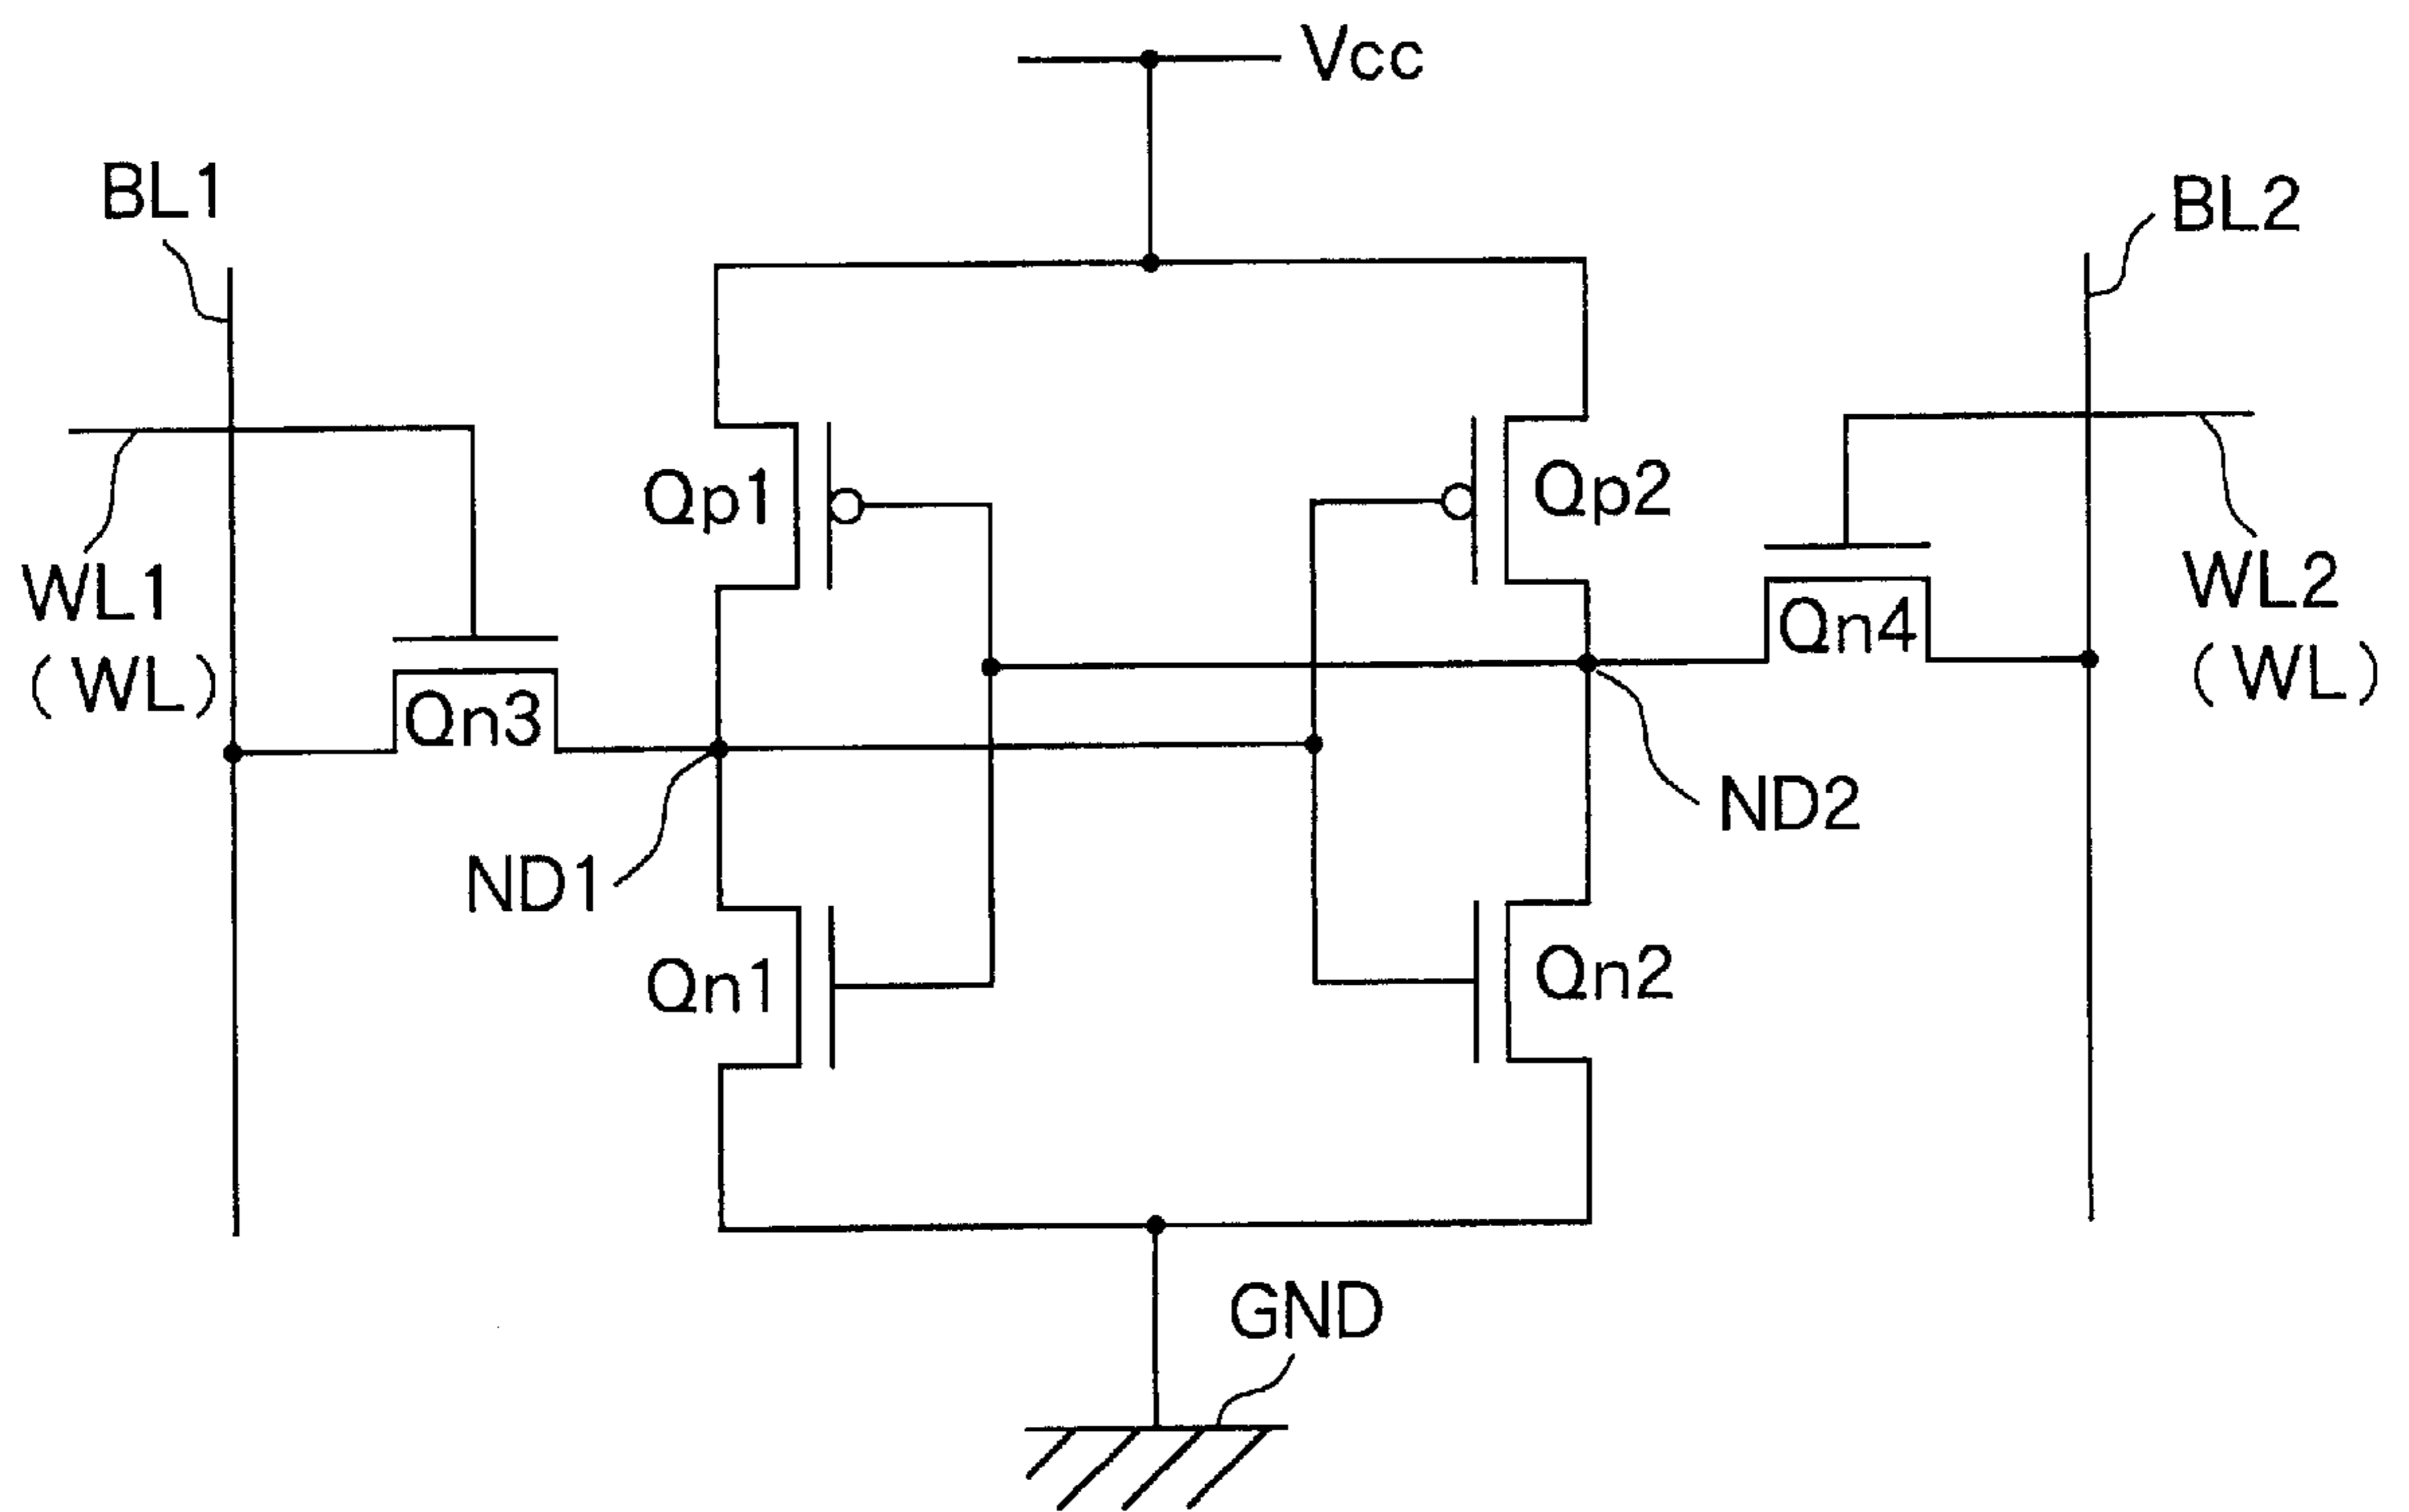 Vcc
BL1
BL2
Qp1
Qp2
WL1
(WL)
Qn3
Qn4
WL2
(WL)
ND1
ND2
Qn1
Qn2
GND